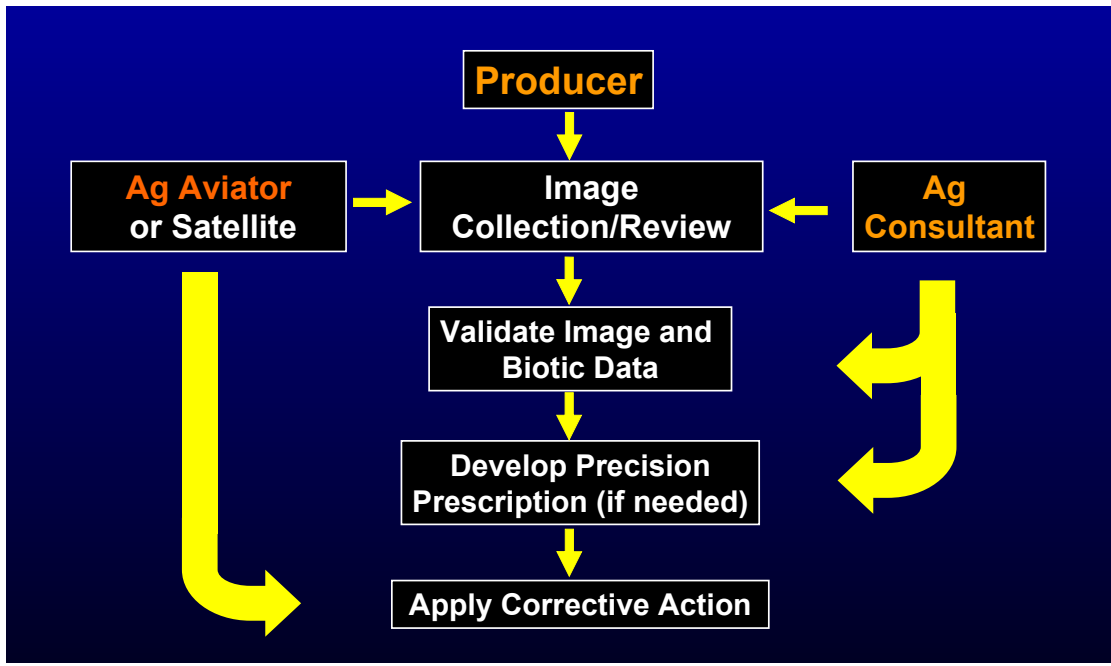 Producer
Ag Aviator
or Satellite
Image
Collection/Review
Ag
Consultant
Validate Image and
Biotic Data
Develop Precision
Prescription (if needed)
Apply Corrective Action